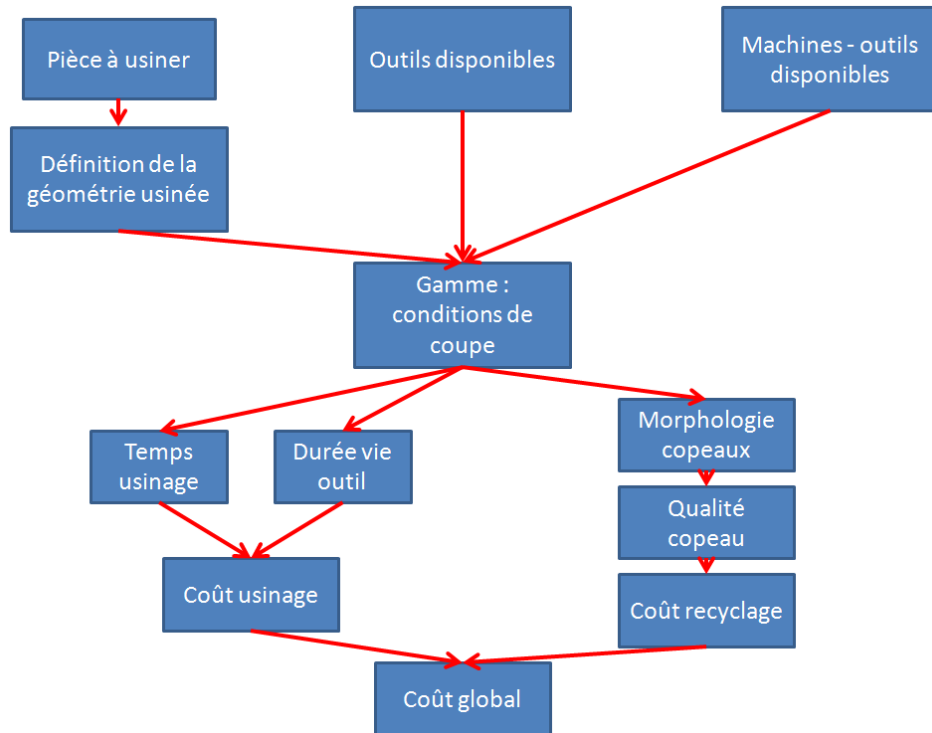 Pièce à usiner
Outils disponibles
Machines - outils
disponibles
Définition de la
géométrie usinée
Gamme :
conditions de
coupe
Temps
usinage
Durée vie
outil
Morphologie
copeaux
Qualité
copeau
Coût usinage
Coût recyclage
Coût global